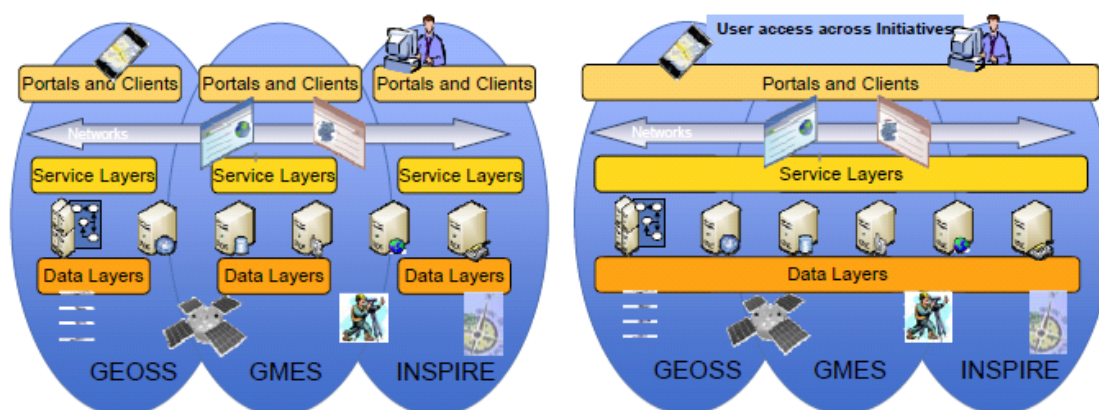 User access across Initiatives
Portals and Clients
Portals and Clients
Portals and Clients
Portals and Clients
Networks
Networks
Service Layers
Service Layers
Service Layers
Service Layers
Data Layers
Data Layers
Data Layers
Data Layers
GEOSS
GMES
INSPIRE
GEOSS
GMES
INSPIRE